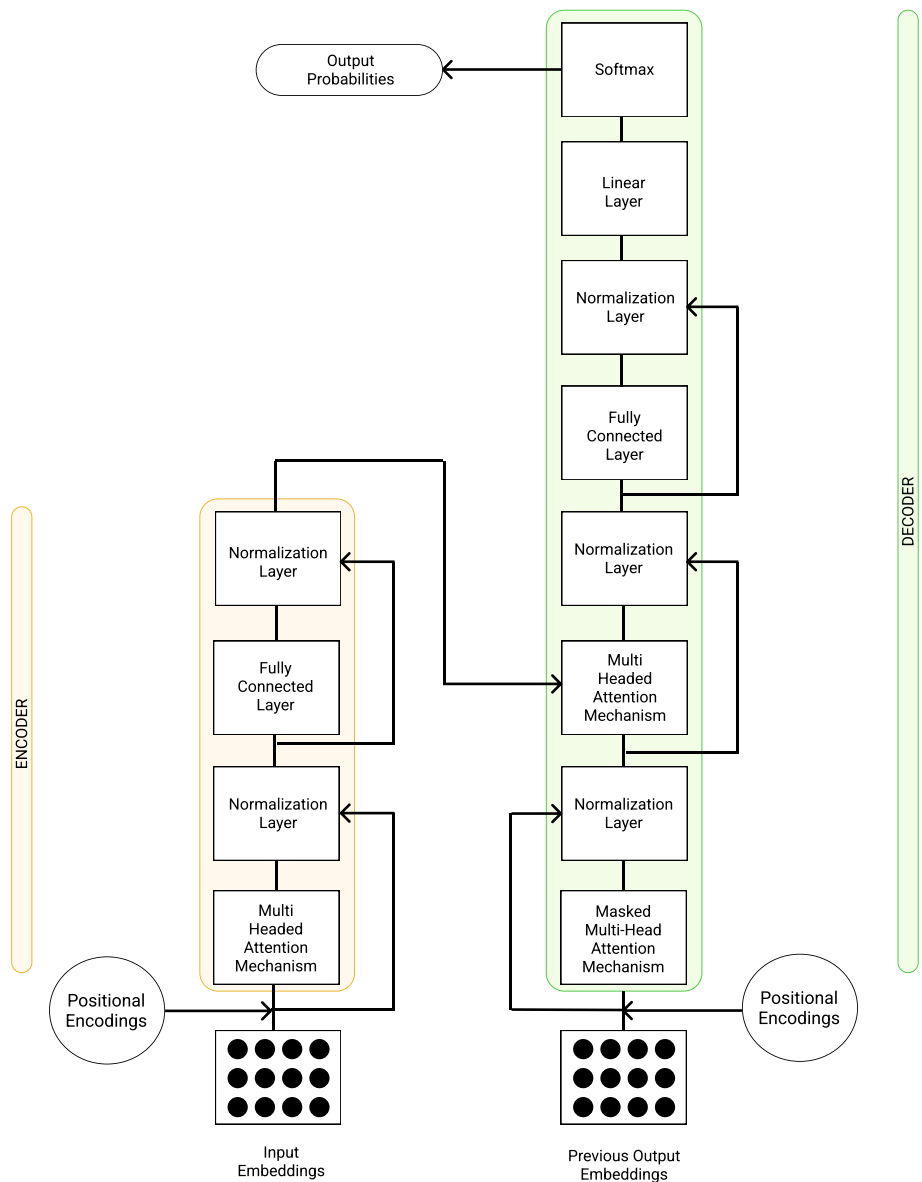 Output
Probabilities
Softmax
Linear
Layer
Normalization
Layer
Fully
Connected
Layer
Normalization
Layer
Multi
Headed
Attention
Mechanism
Normalization
Layer
Masked
Multi-Head
Attention
Mechanism
Positional
Encodings
Previous Output
Embeddings
DECODER
ENCODER
Normalization
Layer
Fully
Connected
Layer
Normalization
Layer
Multi
Headed
Attention
Mechanism
Positional
Encodings
Input
Embeddings